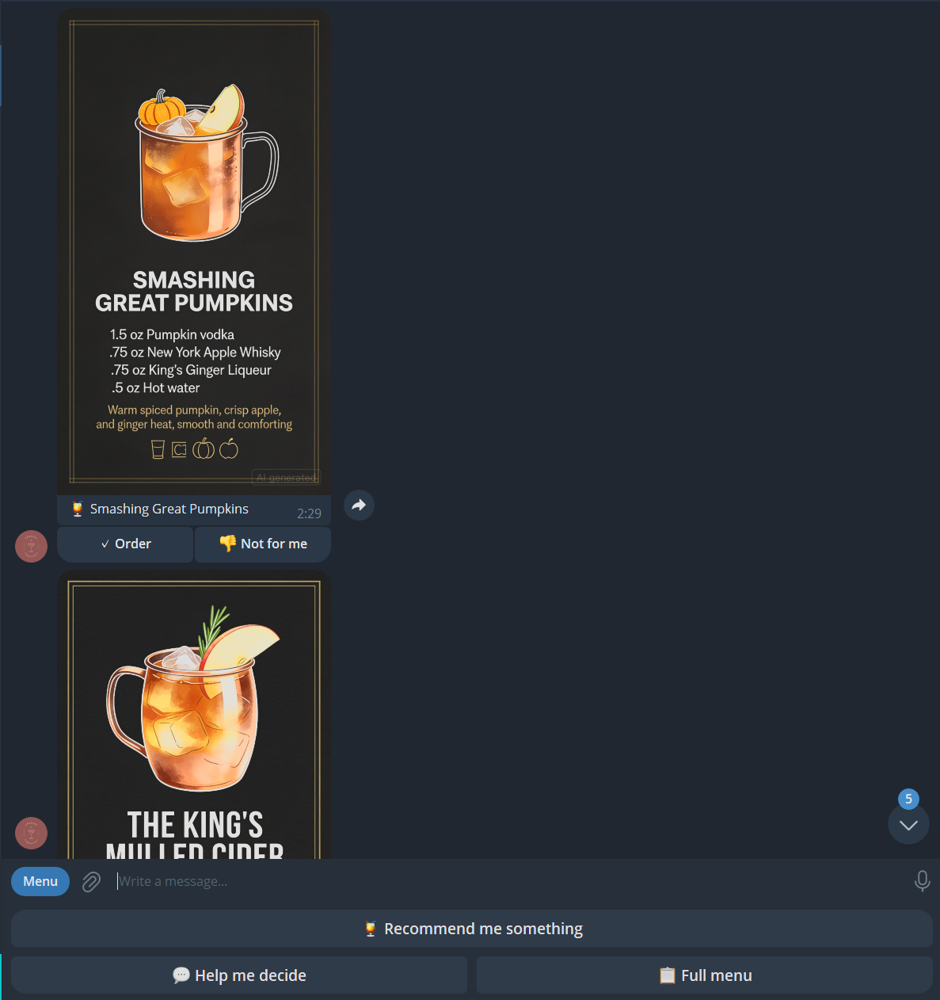 SMASHING
GREAT PUMPKINS
1.5 oz Pumpkin vodka
.75 oz New York Apple Whisky
.75 oz King's Ginger Liqueur
.5 oz Hot water
Warm spiced pumpkin, crisp apple,
and ginger heat, smooth and comforting
AI generated
Smashing Great Pumpkins
2:29
✓ Order
Not for me
THE KING'S
MULLED CIDER
5
Menu
Write a message...
Recommend me something
Help me decide
Full menu